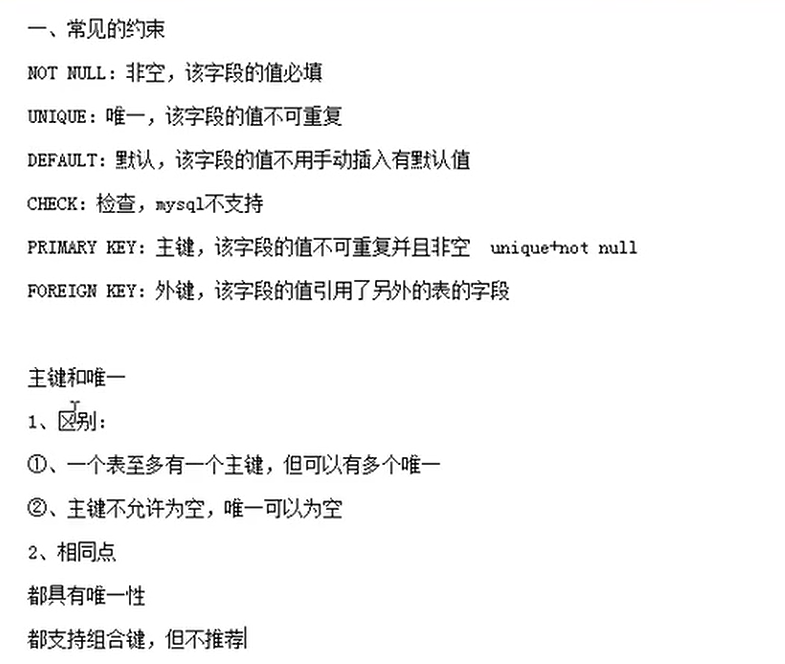 一、常见的约束
NOT NULL：非空，该字段的值必填
UNIQUE：唯一，该字段的值不可重复
DEFAULT：默认，该字段的值不用手动插入有默认值
CHECK：检查，mysql不支持
PRIMARY KEY：主键，该字段的值不可重复并且非空 unique+not null
FOREIGN KEY：外键，该字段的值引用了另外的表的字段
主键和唯一
1、区别：
①、一个表至多有一个主键，但可以有多个唯一
②、主键不允许为空，唯一可以为空
2、相同点
都具有唯一性
都支持组合键，但不推荐